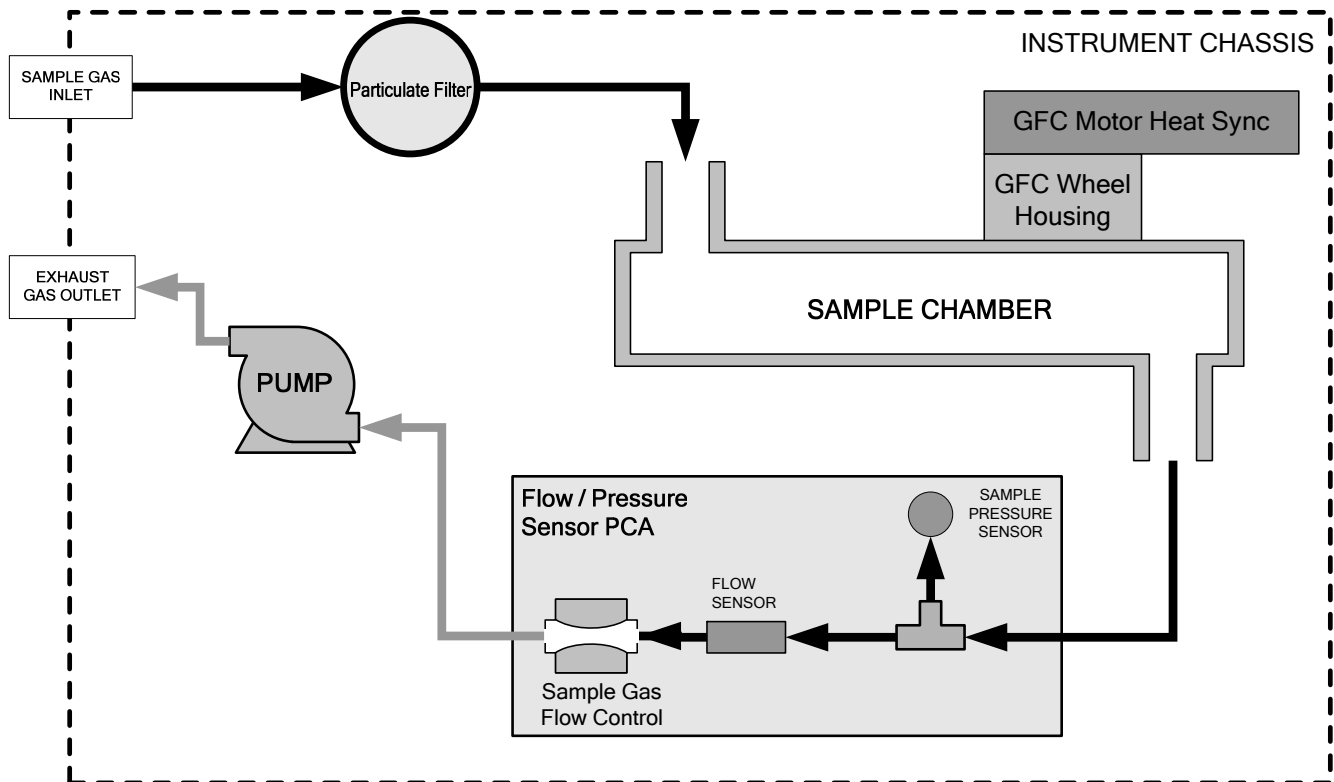 INSTRUMENT CHASSIS
SAMPLE GAS
INLET
Particulate Filter
GFC Motor Heat Sync
GFC Wheel
Housing
EXHAUST
GAS OUTLET
SAMPLE CHAMBER
PUMP
Flow / Pressure
Sensor PCA
SAMPLE
PRESSURE
SENSOR
FLOW
SENSOR
Sample Gas
Flow Control